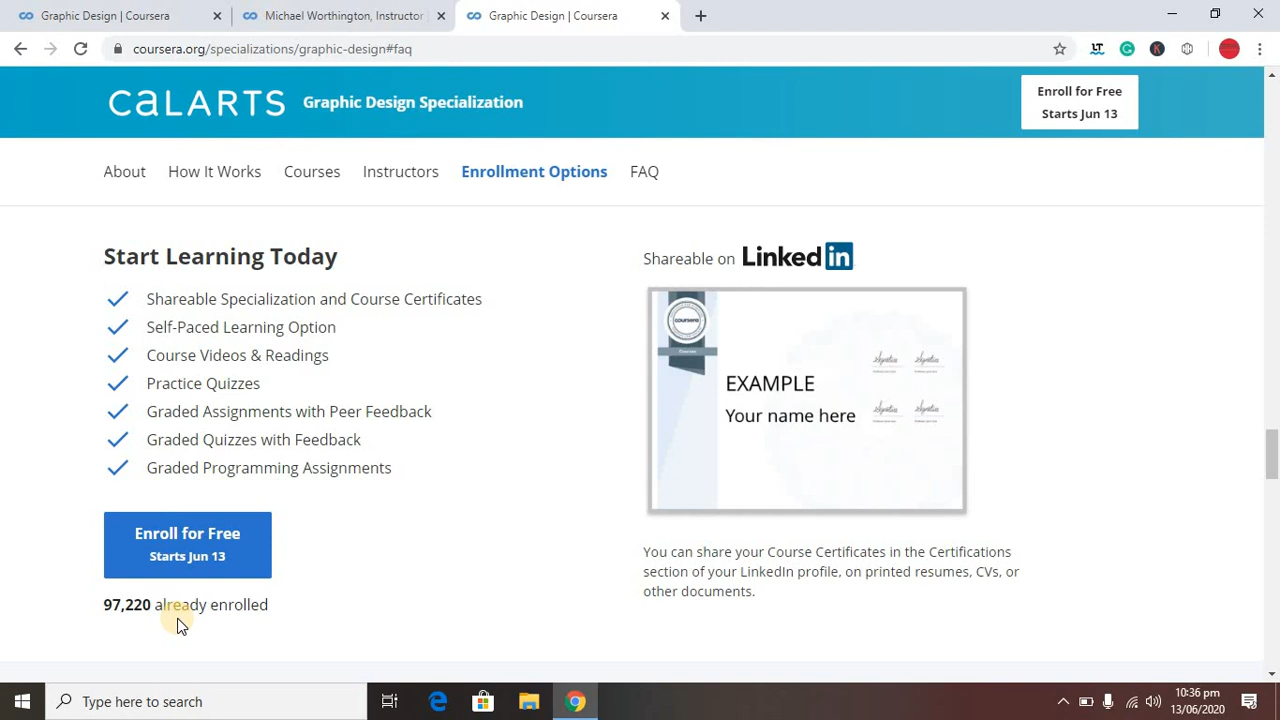 Graphic Design | Coursera
Michael Worthington, Instructor
Graphic Design | Coursera
coursera.org/specializations/graphic-design#faq
CALARTS Graphic Design Specialization
Enroll for Free
Starts Jun 13
About How It Works Courses Instructors Enrollment Options FAQ
Start Learning Today
Shareable Specialization and Course Certificates
Self-Paced Learning Option
Course Videos & Readings
Practice Quizzes
Graded Assignments with Peer Feedback
Graded Quizzes with Feedback
Graded Programming Assignments
Enroll for Free
Starts Jun 13
97,220 already enrolled
Shareable on Linked in
coursera
EXAMPLE
Your name here
You can share your Course Certificates in the Certifications
section of your LinkedIn profile, on printed resumes, CVs, or
other documents.
Type here to search
10:36 pm
13/06/2020